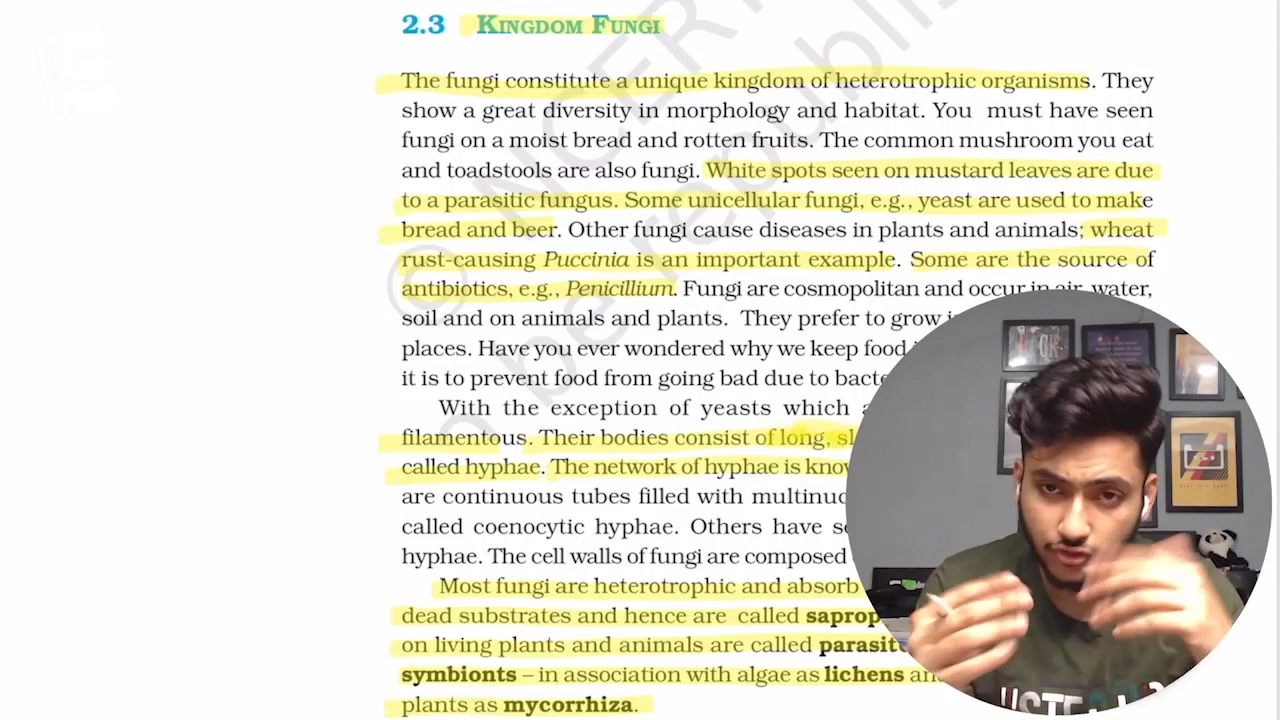 2.3 KINGDOM FUNGI
The fungi constitute a unique kingdom of heterotrophic organisms. They
show a great diversity in morphology and habitat. You must have seen
fungi on a moist bread and rotten fruits. The common mushroom you eat
and toadstools are also fungi. White spots seen on mustard leaves are due
to a parasitic fungus. Some unicellular fungi, e.g., yeast are used to make
bread and beer. Other fungi cause diseases in plants and animals; wheat
rust-causing Puccinia is an important example. Some are the source of
antibiotics, e.g., Penicillium. Fungi are cosmopolitan and occur in air, water,
soil and on animals and plants. They prefer to grow
places. Have you ever wondered why we keep food
it is to prevent food from going bad due to
With the exception of yeasts which
filamentous. Their bodies consist of long,
called hyphae. The network of hyphae is
are continuous tubes filled with
called coenocytic hyphae. Others have
hyphae. The cell walls of fungi are composed
Most fungi are heterotrophic and absorb
dead substrates and hence are called
on living plants and animals are called
symbionts – in association with algae as lichens
plants as mycorrhiza.
© NCERT